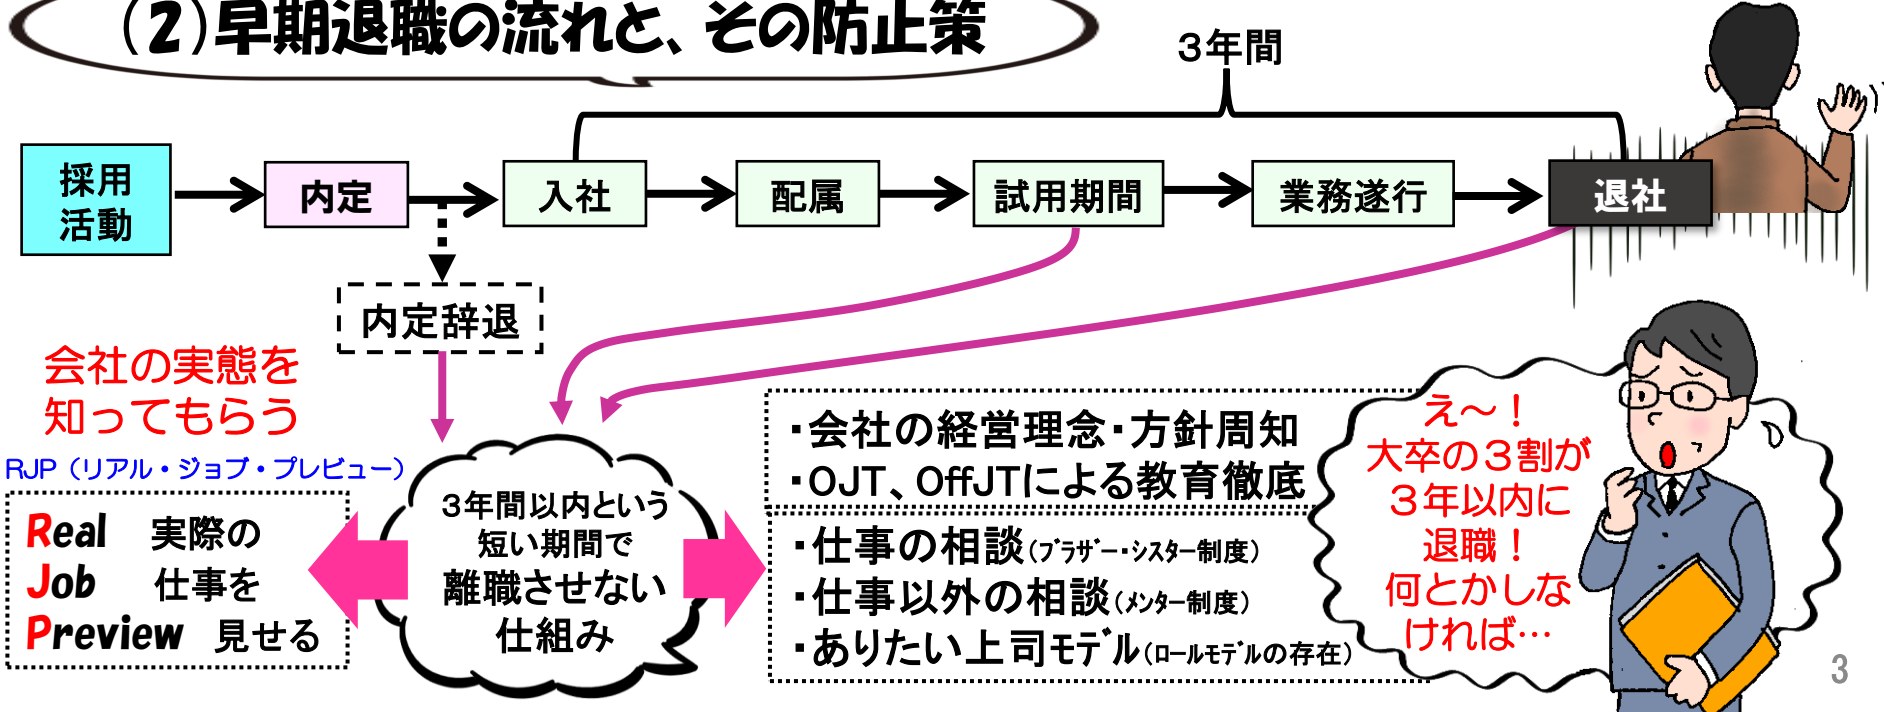 (2)早期退職の流れと、その防止策
3年間
採用
活動
内定
入社
配属
試用期間
業務遂行
退社
内定辞退
会社の実態を
知ってもらう
RJP（リアル・ジョブ・プレビュー）
Real 実際の
Job 仕事を
Preview 見せる
3年間以内という
短い期間で
離職させない
仕組み
・会社の経営理念・方針周知
・OJT、OffJTによる教育徹底
・仕事の相談(ﾌﾞﾗｻﾞｰ・ｼｽﾀｰ制度)
・仕事以外の相談(ﾒﾝﾀｰ制度)
・ありたい上司ﾓﾃﾞﾙ(ﾛｰﾙﾓﾃﾞﾙの存在)
え～！
大卒の３割が
３年以内に
退職！
何とかしな
ければ…
3